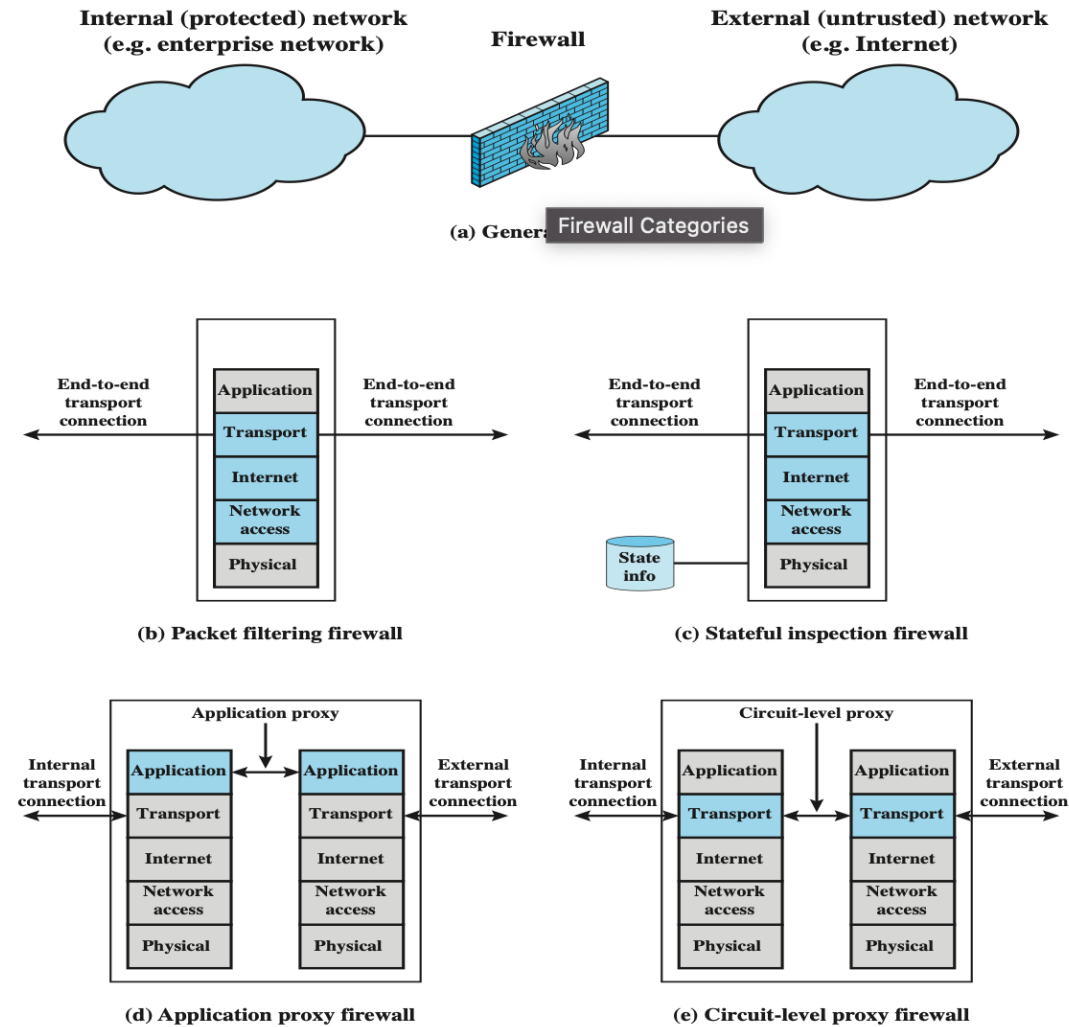 Internal (protected) network
(e.g. enterprise network)
Firewall
External (untrusted) network
(e.g. Internet)
(a)
Firewall Categories
End-to-end
transport
connection
End-to-end
transport
connection
Application
Transport
Internet
Network
access
Physical
(b) Packet filtering firewall
End-to-end
transport
connection
End-to-end
transport
connection
Application
Transport
Internet
Network
access
Physical
State
info
(c) Stateful inspection firewall
Application proxy
Internal
transport
connection
Application
Transport
Internet
Network
access
Physical
Application
Transport
Internet
Network
access
Physical
External
transport
connection
(d) Application proxy firewall
Circuit-level proxy
Internal
transport
connection
Application
Transport
Internet
Network
access
Physical
Application
Transport
Internet
Network
access
Physical
External
transport
connection
(e) Circuit-level proxy firewall